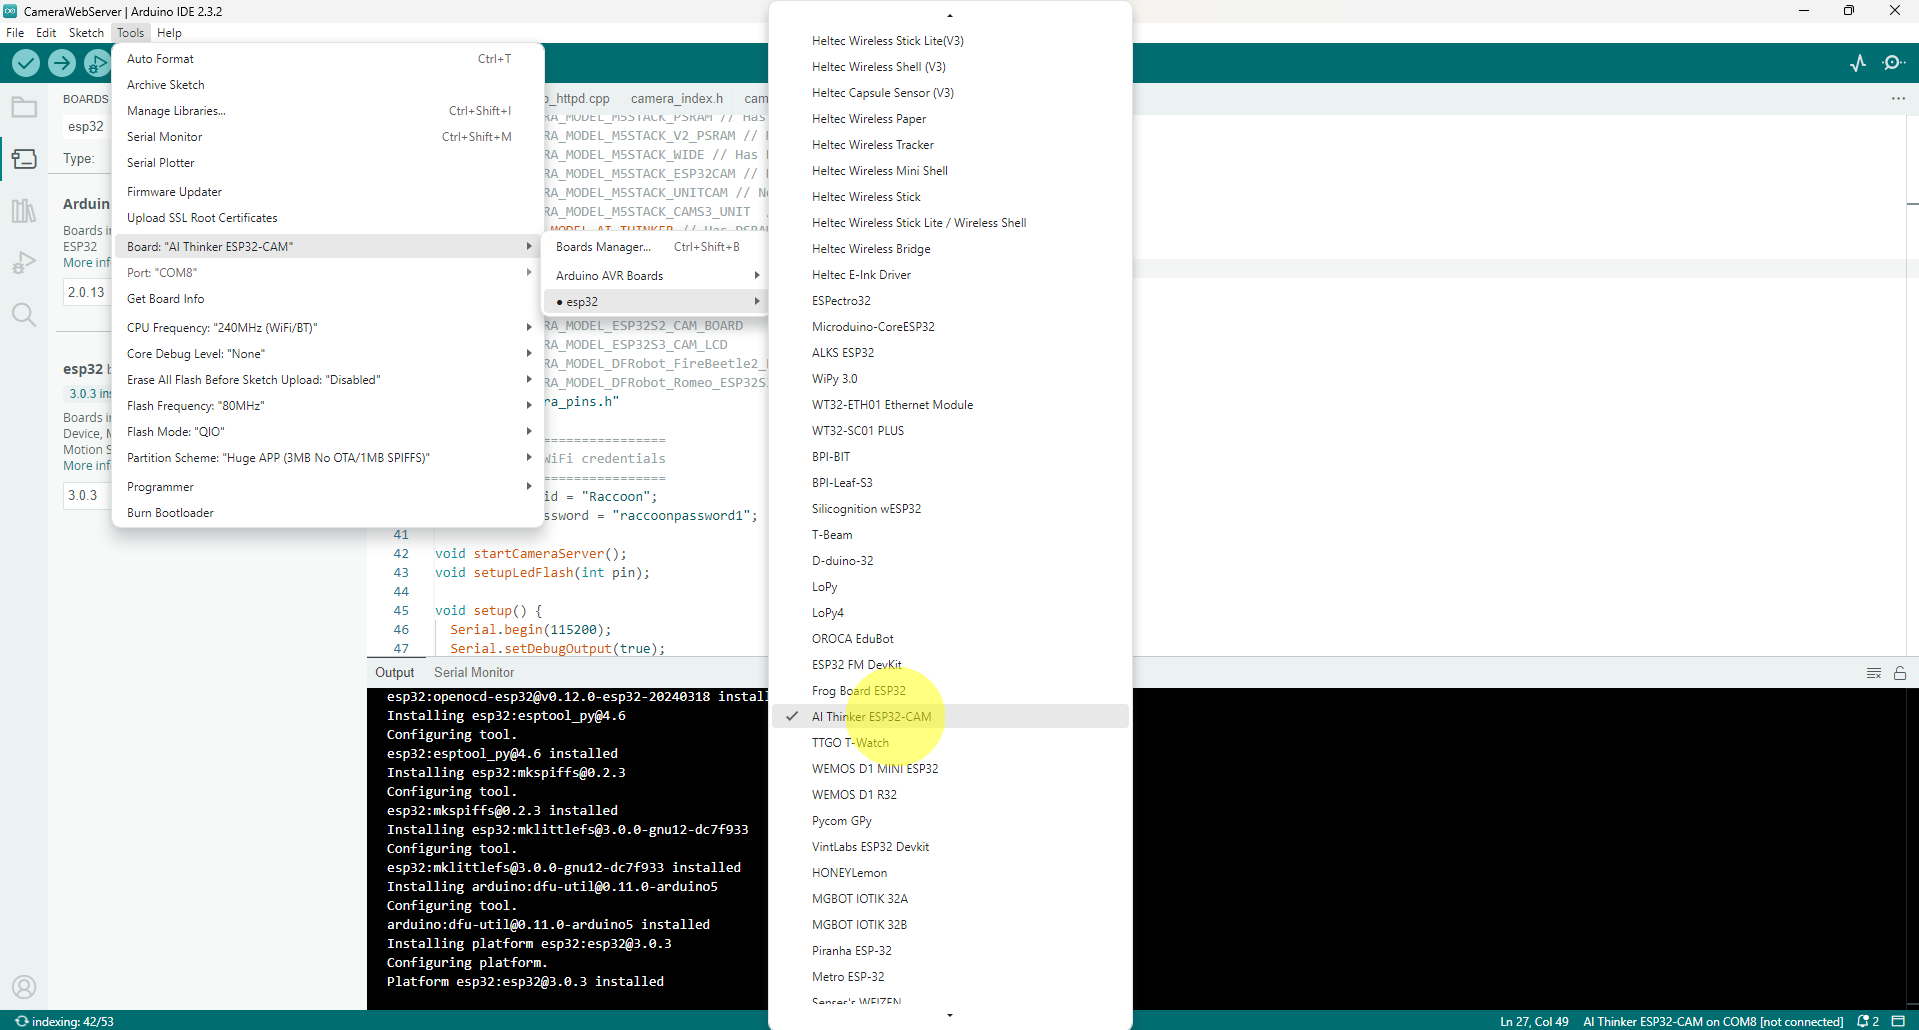 CameraWebServer | Arduino IDE 2.3.2
File Edit Sketch Tools Help
BOARDS
esp32
Type:
Arduin
Boards i
ESP32
More inf
2.0.13
esp32
3.0.3 ins
Boards i
Device,
Motion S
More inf
3.0.3
Auto Format Ctrl+T
Archive Sketch
Manage Libraries... Ctrl+Shift+I
Serial Monitor Ctrl+Shift+M
Serial Plotter
Firmware Updater
Upload SSL Root Certificates
Board: "AI Thinker ESP32-CAM"
Port: "COM8"
Get Board Info
CPU Frequency: "240MHz (WiFi/BT)"
Core Debug Level: "None"
Erase All Flash Before Sketch Upload: "Disabled"
Flash Frequency: "80MHz"
Flash Mode: "QIO"
Partition Scheme: "Huge APP (3MB No OTA/1MB SPIFFS)"
Programmer
Burn Bootloader
Boards Manager... Ctrl+Shift+B
Arduino AVR Boards
• esp32
_httpd.cpp camera_index.h cam
RA_MODEL_M5STACK_PSRAM // Has
RA_MODEL_M5STACK_V2_PSRAM //
RA_MODEL_M5STACK_WIDE // Has
RA_MODEL_M5STACK_ESP32CAM //
RA_MODEL_M5STACK_UNITCAM // N
RA_MODEL_M5STACK_CAMS3_UNIT
MODEL_AI_THINKER // Has PSRA
RA_MODEL_ESP32S2_CAM_BOARD
RA_MODEL_ESP32S3_CAM_LCD
RA_MODEL_DFRobot_FireBeetle2_
RA_MODEL_DFRobot_Romeo_ESP32S
ra_pins.h"
================
WiFi credentials
================
id = "Raccoon";
ssword = "raccoonpassword1";
41
42 void startCameraServer();
43 void setupLedFlash(int pin);
44
45 void setup() {
46 Serial.begin(115200);
47 Serial.setDebugOutput(true);
Output Serial Monitor
esp32:openocd-esp32@v0.12.0-esp32-20240318 install
Installing esp32:esptool_py@4.6
Configuring tool.
esp32:esptool_py@4.6 installed
Installing esp32:mkspiffs@0.2.3
Configuring tool.
esp32:mkspiffs@0.2.3 installed
Installing esp32:mklittlefs@3.0.0-gnu12-dc7f933
Configuring tool.
esp32:mklittlefs@3.0.0-gnu12-dc7f933 installed
Installing arduino:dfu-util@0.11.0-arduino5
Configuring tool.
arduino:dfu-util@0.11.0-arduino5 installed
Installing platform esp32:esp32@3.0.3
Configuring platform.
Platform esp32:esp32@3.0.3 installed
Heltec Wireless Stick Lite(V3)
Heltec Wireless Shell (V3)
Heltec Capsule Sensor (V3)
Heltec Wireless Paper
Heltec Wireless Tracker
Heltec Wireless Mini Shell
Heltec Wireless Stick
Heltec Wireless Stick Lite / Wireless Shell
Heltec Wireless Bridge
Heltec E-Ink Driver
ESPectro32
Microduino-CoreESP32
ALKS ESP32
WiPy 3.0
WT32-ETH01 Ethernet Module
WT32-SC01 PLUS
BPI-BIT
BPI-Leaf-S3
Silicognition wESP32
T-Beam
D-duino-32
LoPy
LoPy4
OROCA EduBot
ESP32 FM DevKit
Frog Board ESP32
AI Thinker ESP32-CAM
TTGO T-Watch
WEMOS D1 MINI ESP32
WEMOS D1 R32
Pycom GPy
VintLabs ESP32 Devkit
HONEYLemon
MGBOT IOTIK 32A
MGBOT IOTIK 32B
Piranha ESP-32
Metro ESP-32
Senses's WEIZEN
indexing: 42/53
Ln 27, Col 49 AI Thinker ESP32-CAM on COM8 [not connected] 2